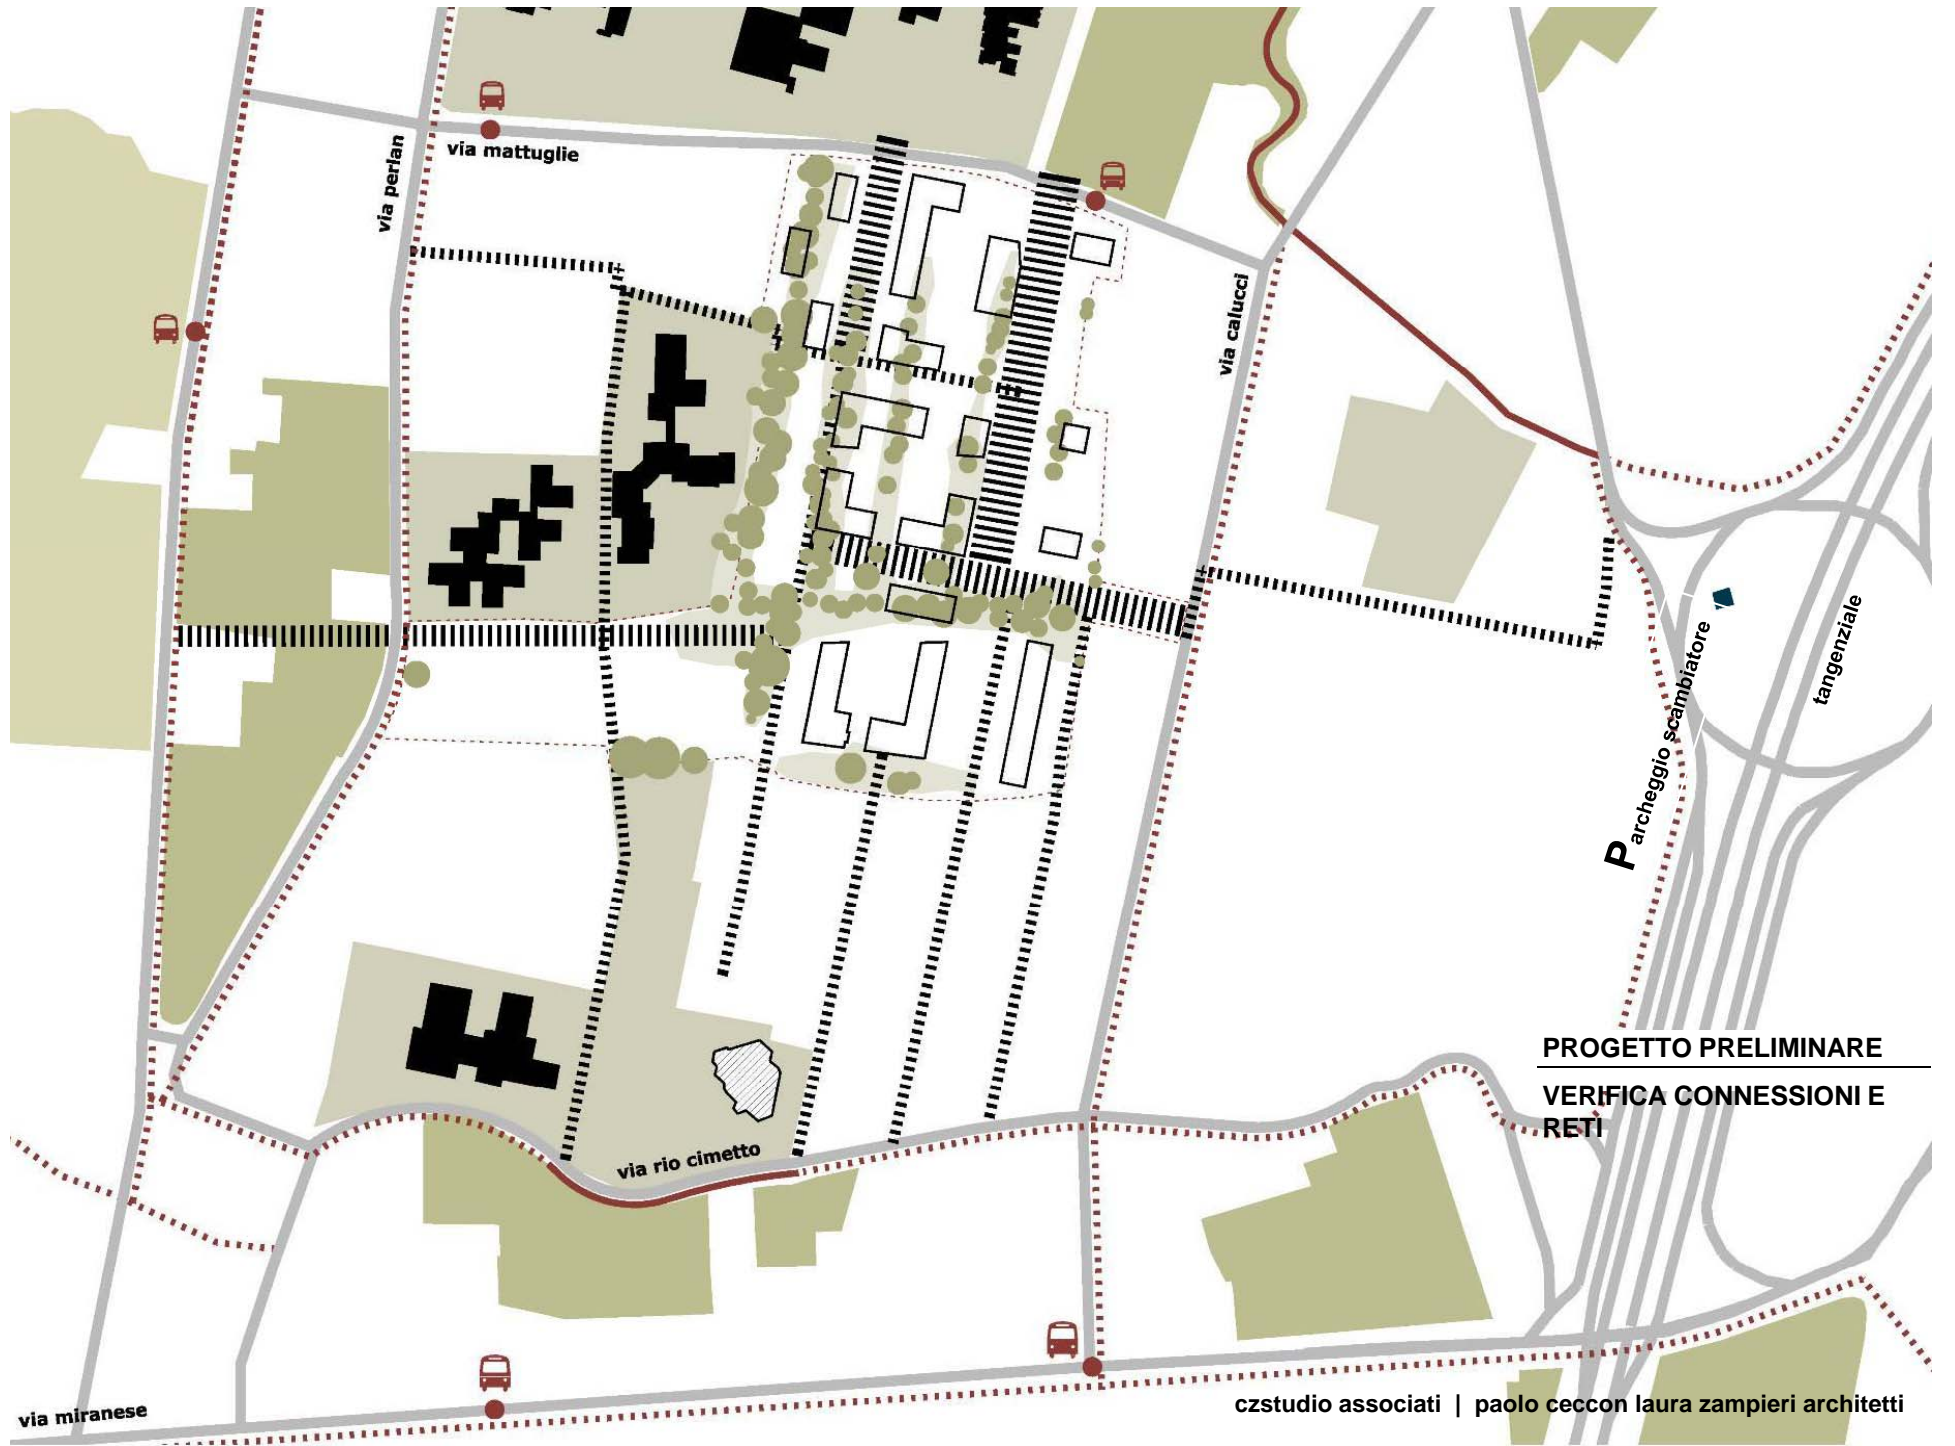 via mattuglie
via perlan
via calucci
tangenziale
Parcheggio scambiatore
PROGETTO PRELIMINARE
VERIFICA CONNESSIONI E
RETI
via rio cimetto
via miranese
czstudio associati | paolo ceccon laura zampieri architetti